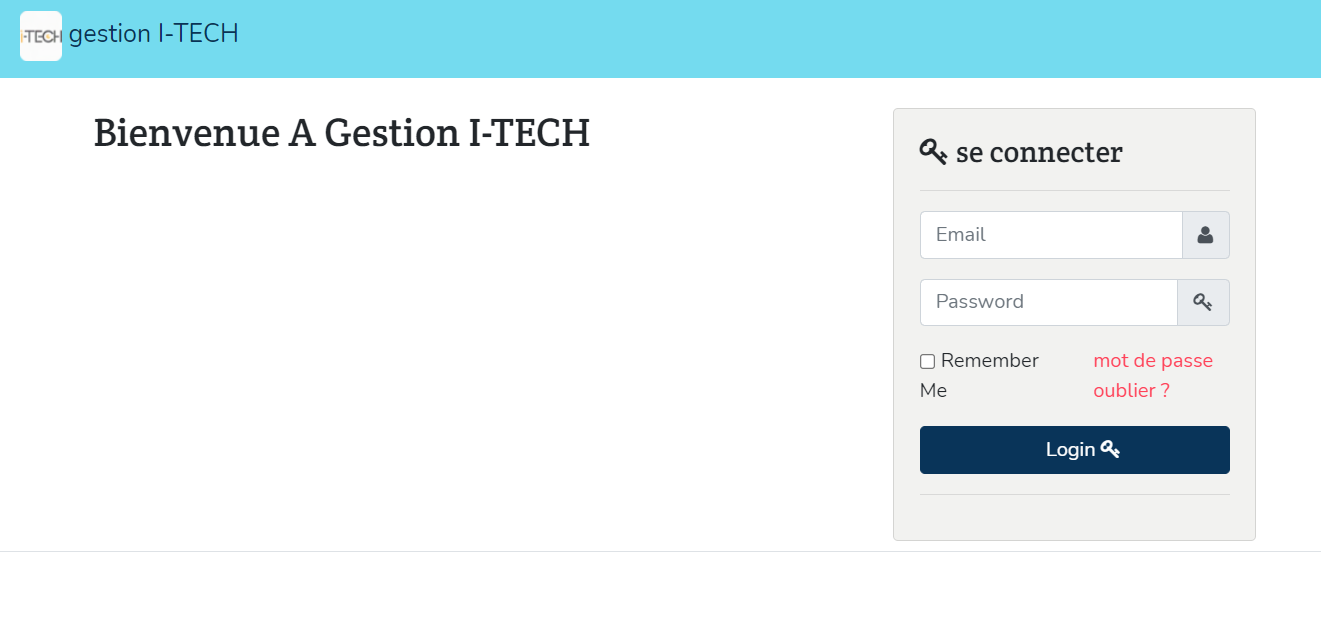 I-TECH gestion I-TECH
Bienvenue A Gestion I-TECH
se connecter
Email
Password
Remember
Me
mot de passe
oublier ?
Login